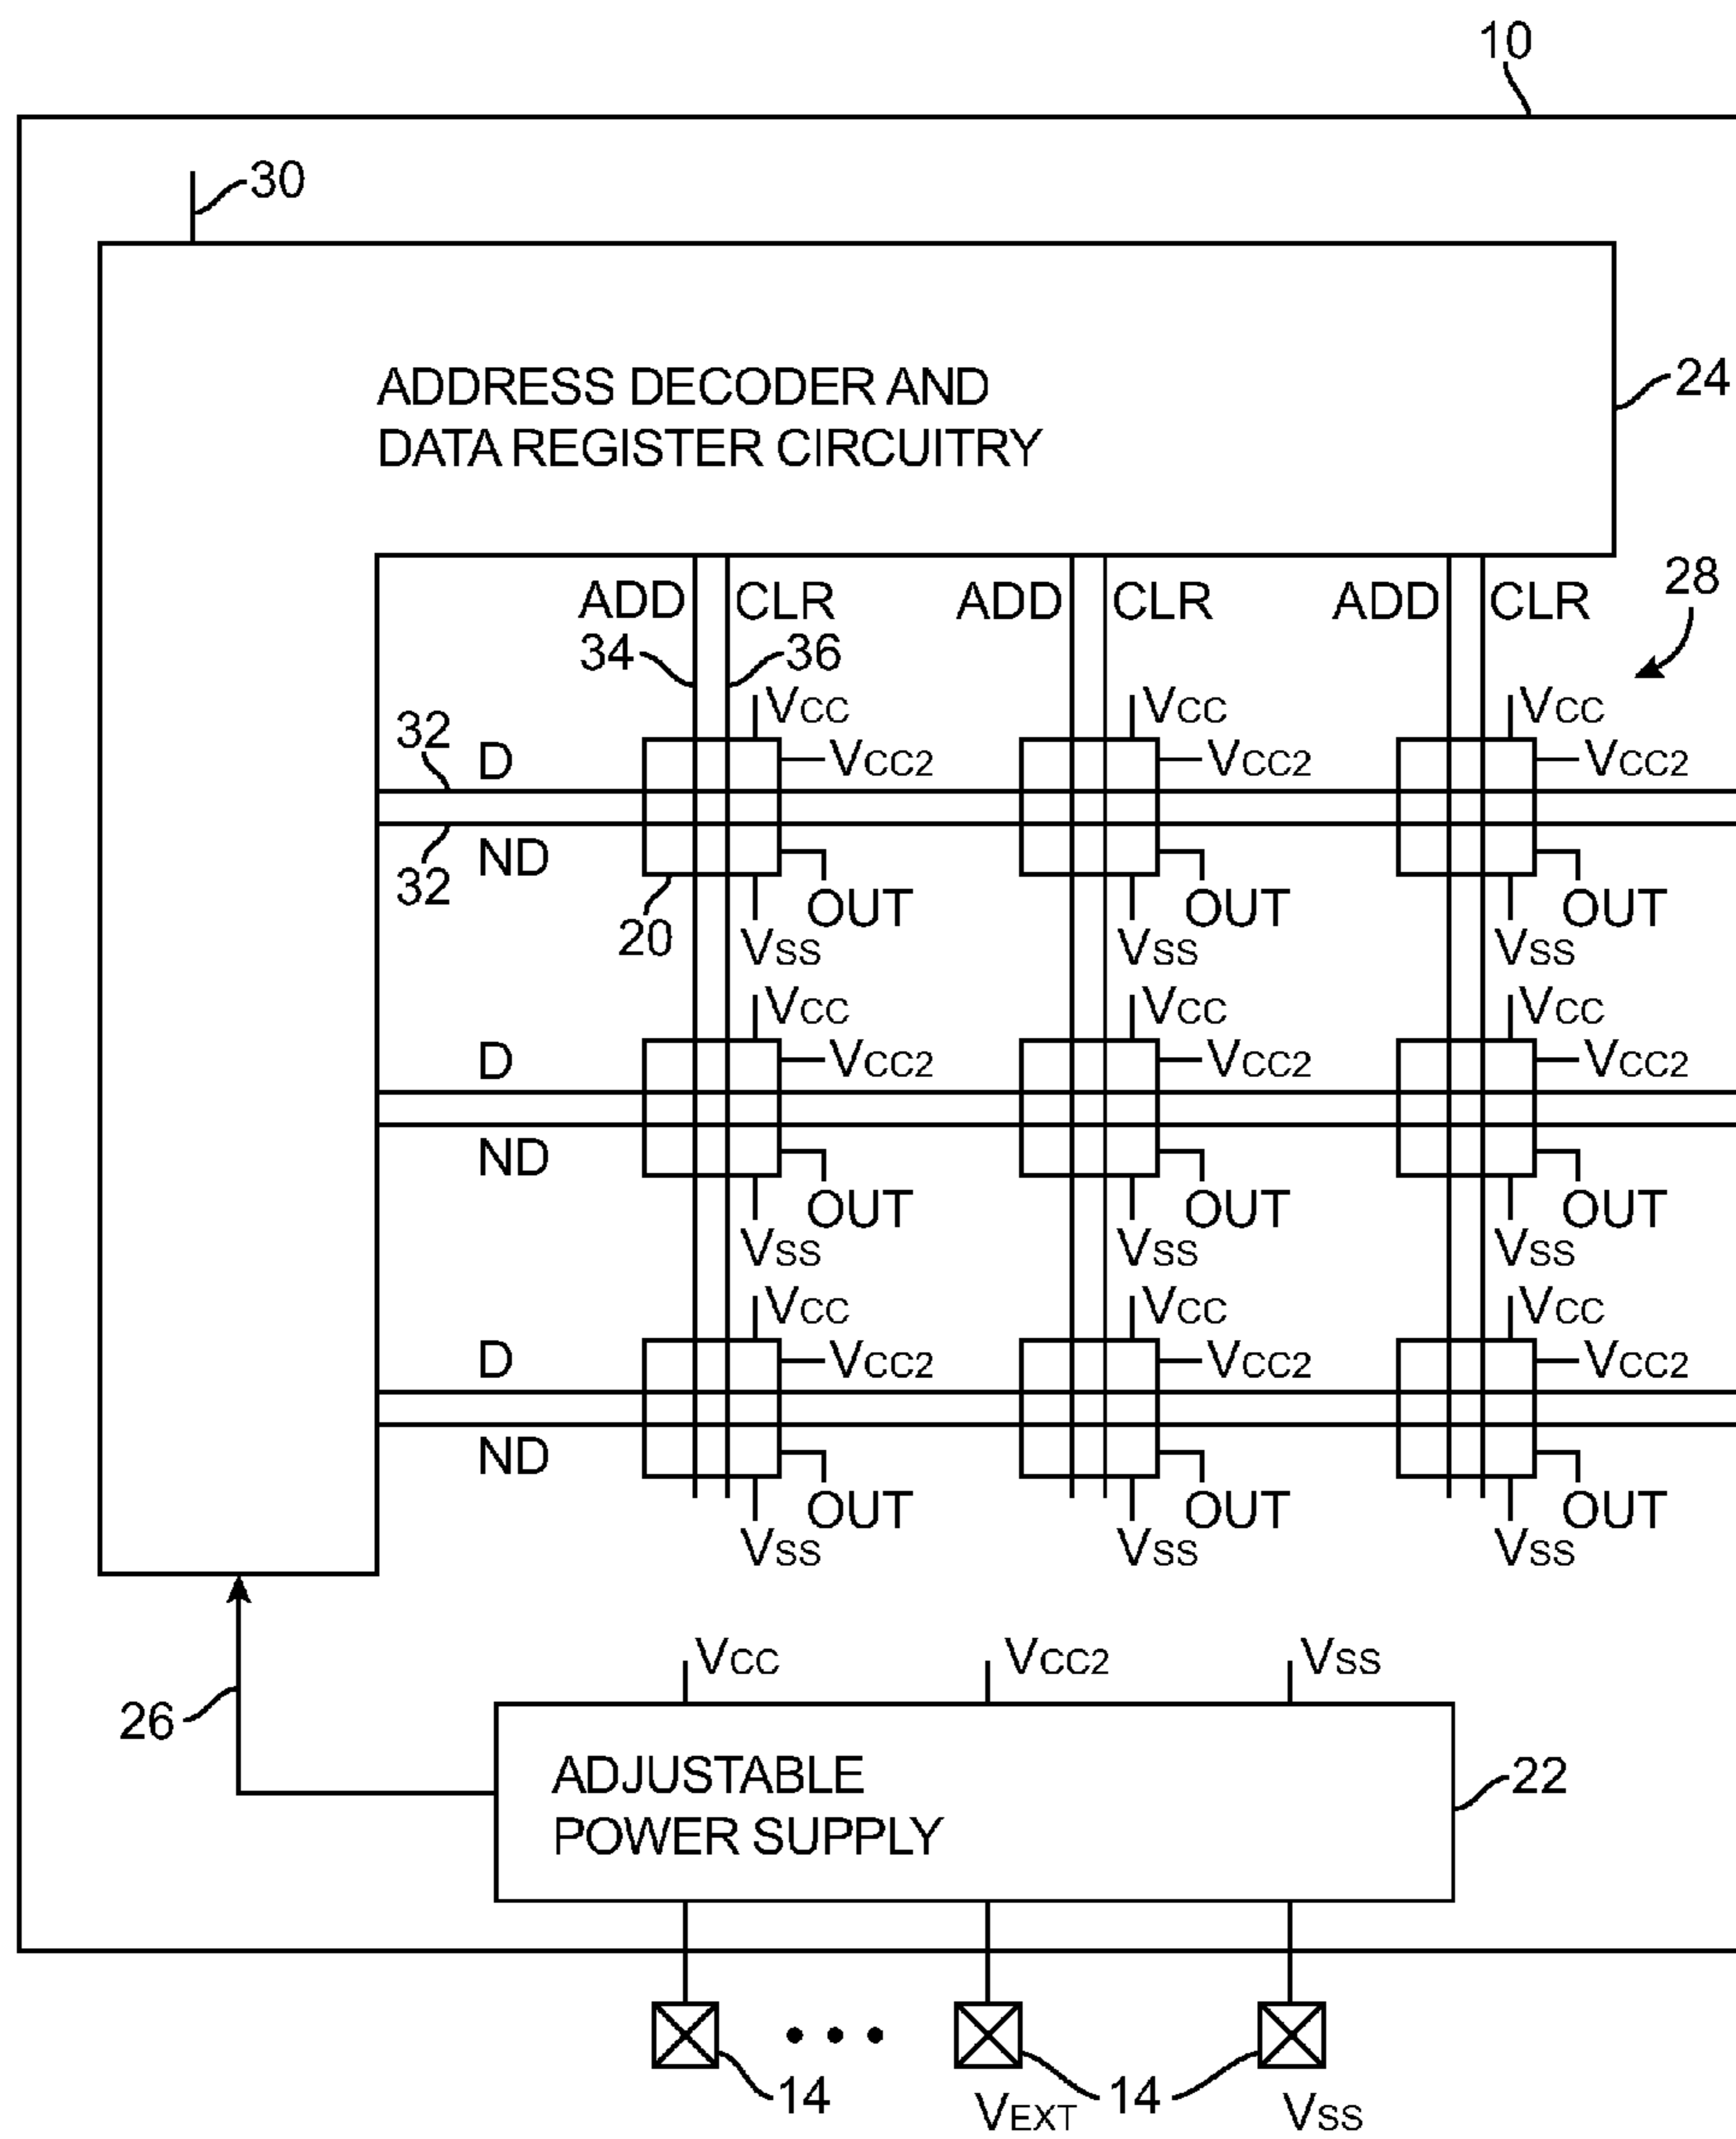 10
30
ADDRESS DECODER AND
DATA REGISTER CIRCUITRY
24
28
ADD CLR ADD CLR ADD CLR
34 36
VCC VCC VCC
32 D VCC2 VCC2 VCC2
32 ND OUT OUT OUT
20 VSS VSS VSS
VCC VCC VCC
D VCC2 VCC2 VCC2
ND OUT OUT OUT
VSS VSS VSS
VCC VCC VCC
D VCC2 VCC2 VCC2
ND OUT OUT OUT
VSS VSS VSS
VCC VCC2 VSS
26
ADJUSTABLE
POWER SUPPLY
22
14 14
VEXT VSS